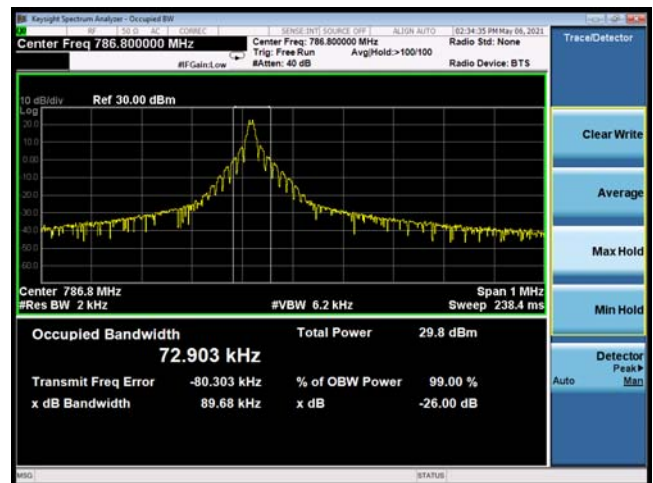 Keysight Spectrum Analyzer - Occupied BW
RF 50 Ω AC CORREC SENSE:INT SOURCE OFF ALIGN AUTO 02:34:35 PM May 06, 2021
Center Freq 786.800000 MHz
Center Freq: 786.800000 MHz
Radio Std: None
Trig: Free Run Avg|Hold:>100/100
#IFGain:Low #Atten: 40 dB Radio Device: BTS
Trace/Detector
10 dB/div Ref 30.00 dBm
Log
20.0
10.0
0.00
-10.0
-20.0
-30.0
-40.0
-50.0
-60.0
Center 786.8 MHz Span 1 MHz
#Res BW 2 kHz #VBW 6.2 kHz Sweep 238.4 ms
Occupied Bandwidth Total Power 29.8 dBm
72.903 kHz
Transmit Freq Error -80.303 kHz % of OBW Power 99.00 %
x dB Bandwidth 89.68 kHz x dB -26.00 dB
Clear Write
Average
Max Hold
Min Hold
Detector
Peak▶
Auto Man
MSG STATUS